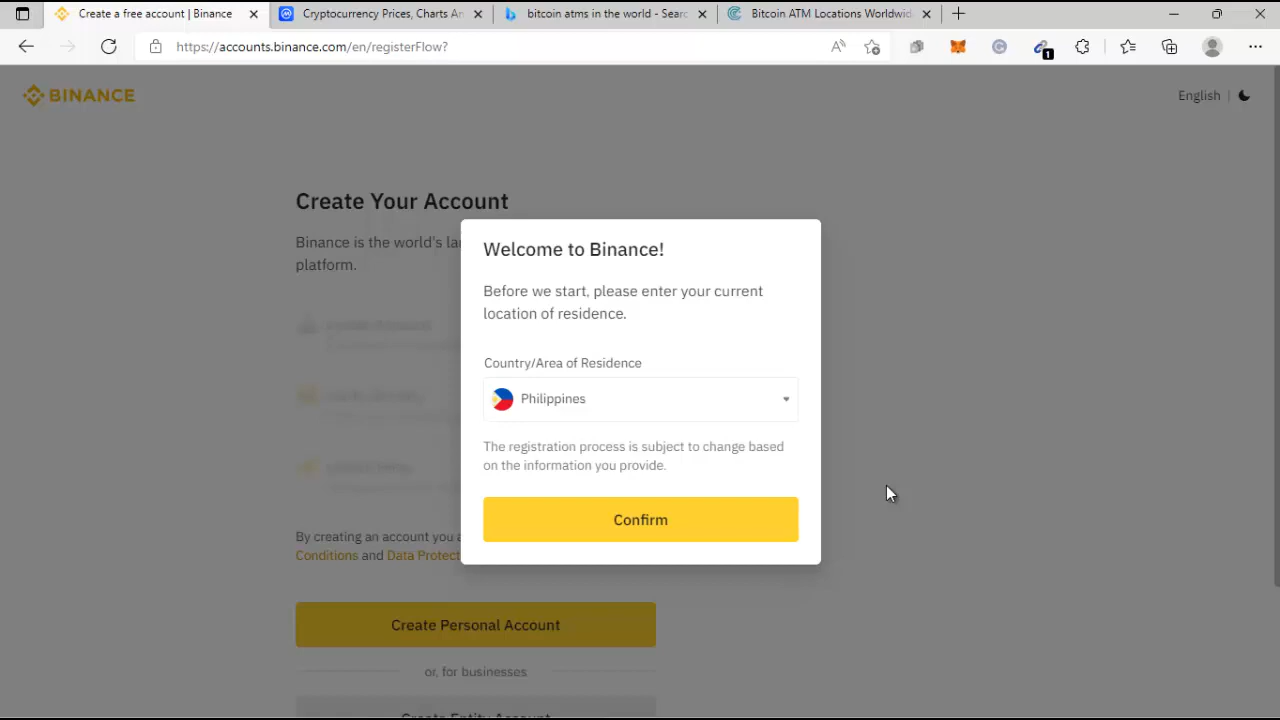 Create a free account | Binance
Cryptocurrency Prices, Charts An
bitcoin atms in the world - Searc
Bitcoin ATM Locations Worldwid
https://accounts.binance.com/en/registerFlow?
A
1
BINANCE
English
Create Your Account
Binance is the world's la
platform.
Welcome to Binance!
Before we start, please enter your current
location of residence.
Country/Area of Residence
Philippines
The registration process is subject to change based
on the information you provide.
Confirm
By creating an account you a
Conditions and Data Protect
Create Personal Account
or, for businesses
Create Entity Account